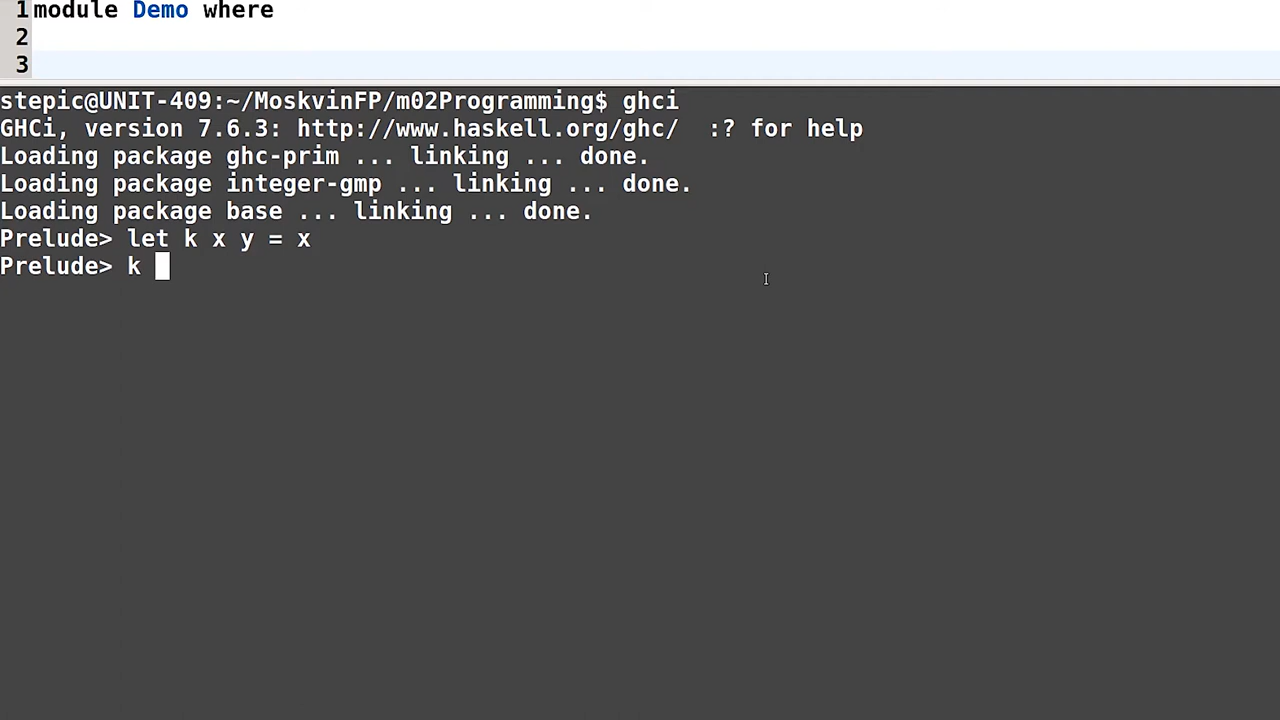 1 module Demo where
2
3
stepic@UNIT-409:~/MoskvinFP/m02Programming$ ghci
GHCi, version 7.6.3: http://www.haskell.org/ghc/  :? for help
Loading package ghc-prim ... linking ... done.
Loading package integer-gmp ... linking ... done.
Loading package base ... linking ... done.
Prelude> let k x y = x
Prelude> k